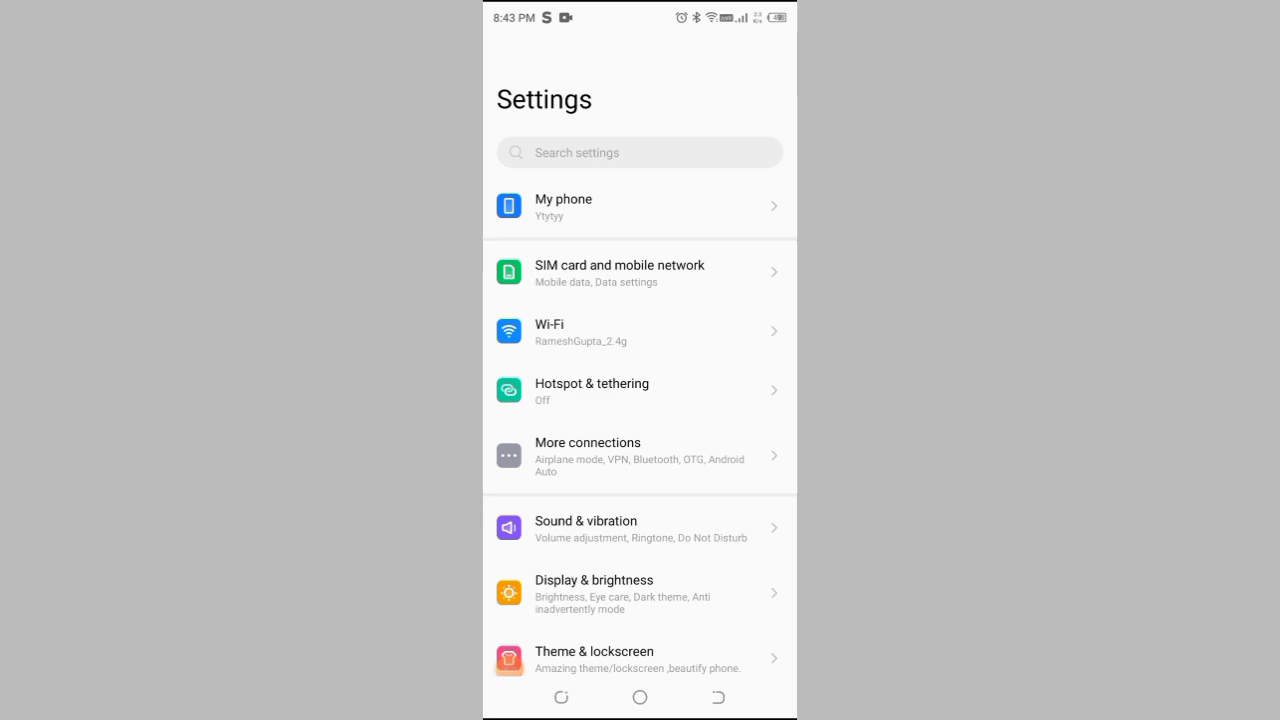 8:43 PM S
Settings
Search settings
My phone
Ytytyy
SIM card and mobile network
Mobile data, Data settings
Wi-Fi
RameshGupta_2.4g
Hotspot & tethering
Off
More connections
Airplane mode, VPN, Bluetooth, OTG, Android
Auto
Sound & vibration
Volume adjustment, Ringtone, Do Not Disturb
Display & brightness
Brightness, Eye care, Dark theme, Anti
inadvertently mode
Theme & lockscreen
Amazing theme/lockscreen ,beautify phone.